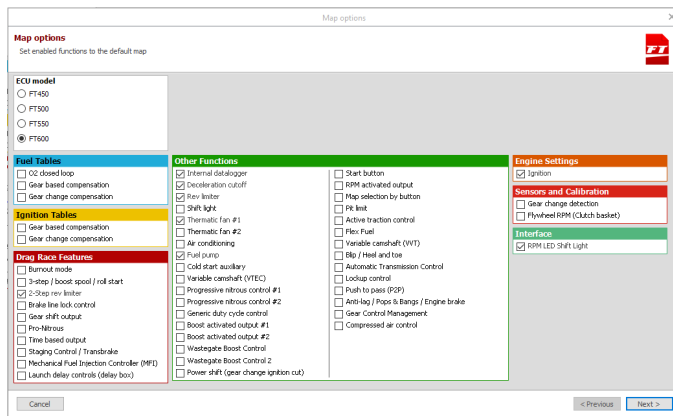 Map options
Map options
Set enabled functions to the default map
FT
ECU model
FT450
FT500
FT550
FT600
Fuel Tables
O2 closed loop
Gear based compensation
Gear change compensation
Ignition Tables
Gear based compensation
Gear change compensation
Drag Race Features
Burnout mode
3-step / boost spool / roll start
2-Step rev limiter
Brake line lock control
Gear shift output
Pro-Nitrous
Time based output
Staging Control / Transbrake
Mechanical Fuel Injection Controller (MFI)
Launch delay controls (delay box)
Other Functions
Internal datalogger
Deceleration cutoff
Rev limiter
Shift light
Thermatic fan #1
Thermatic fan #2
Air conditioning
Fuel pump
Cold start auxiliary
Variable camshaft (VTEC)
Progressive nitrous control #1
Progressive nitrous control #2
Generic duty cycle control
Boost activated output #1
Boost activated output #2
Wastegate Boost Control
Wastegate Boost Control 2
Power shift (gear change ignition cut)
Start button
RPM activated output
Map selection by button
Pit limit
Active traction control
Flex Fuel
Variable camshaft (VVT)
Blip / Heel and toe
Automatic Transmission Control
Lockup control
Push to pass (P2P)
Anti-lag / Pops & Bangs / Engine brake
Gear Control Management
Compressed air control
Engine Settings
Ignition
Sensors and Calibration
Gear change detection
Flywheel RPM (Clutch basket)
Interface
RPM LED Shift Light
Cancel
< Previous
Next >